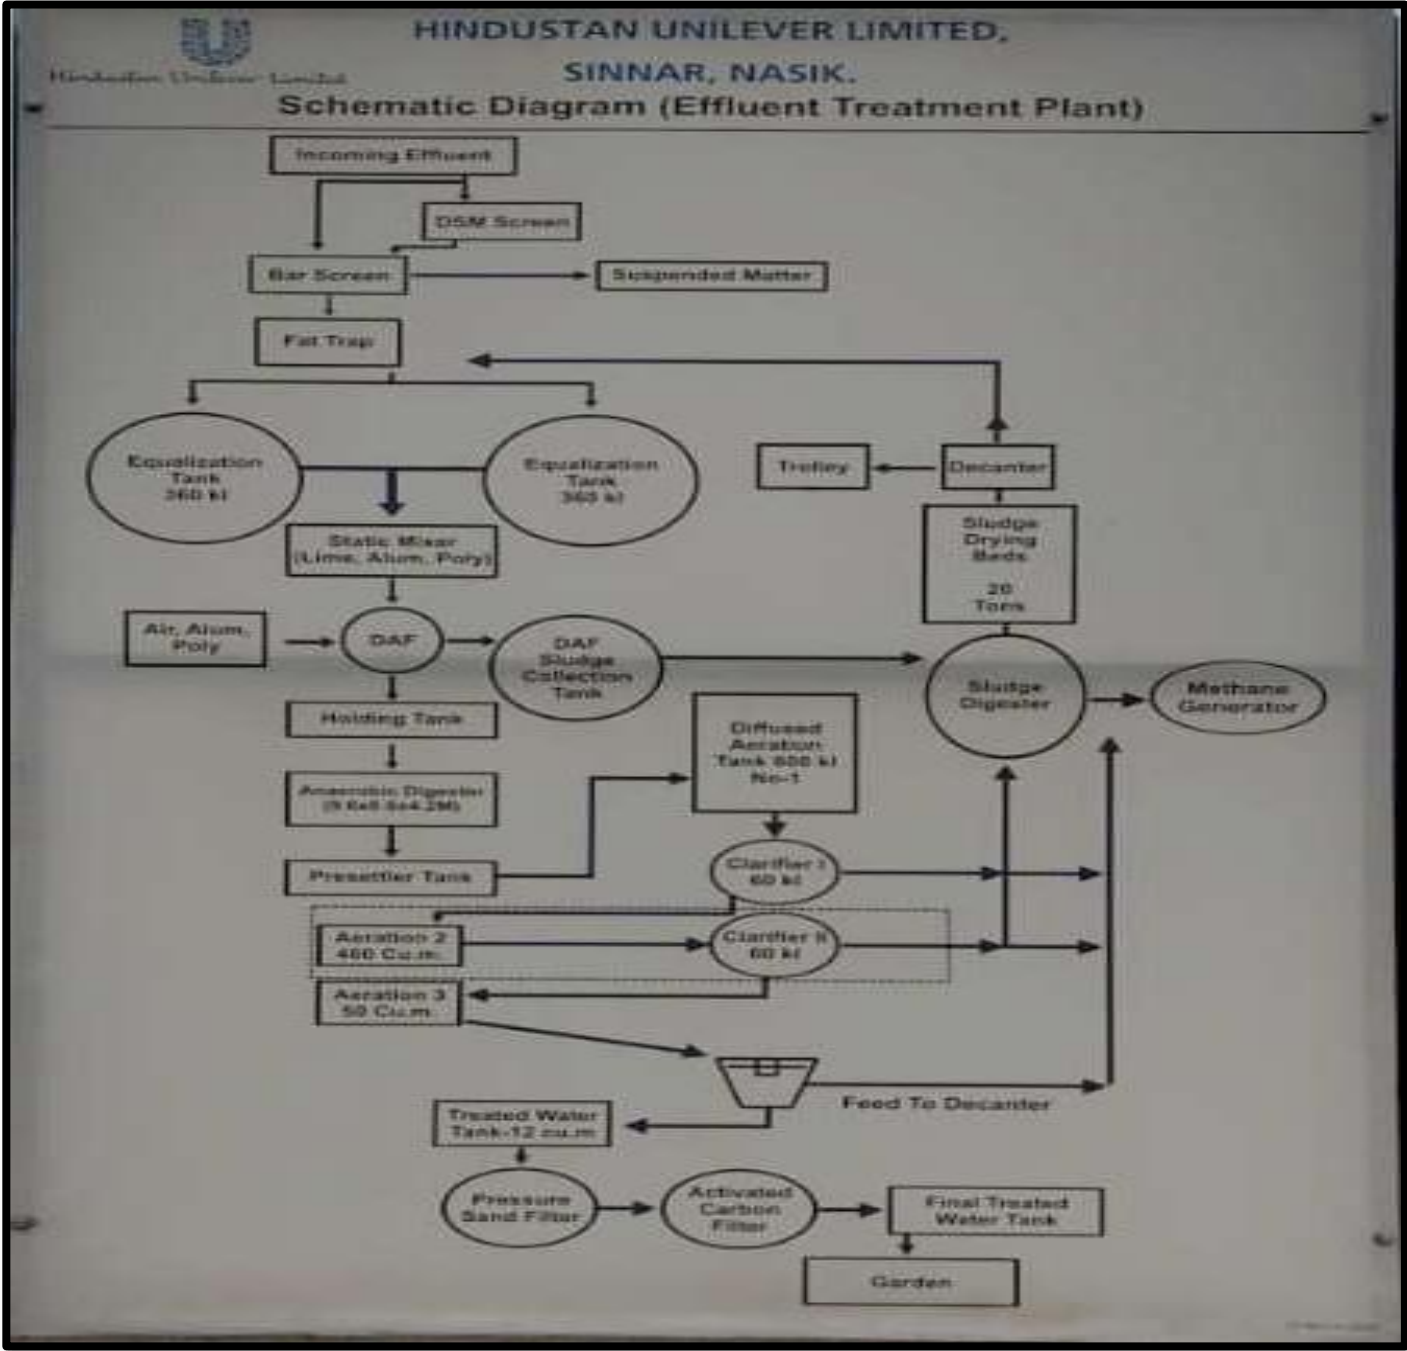 HINDUSTAN UNILEVER LIMITED,
Hindustan Unilever Limited
SINNAR, NASIK.
Schematic Diagram (Effluent Treatment Plant)
Incoming Effluent
DSM Screen
Bar Screen
Suspended Matter
Fat Trap
Equalization
Tank
360 kl
Equalization
Tank
360 kl
Trolley
Decanter
Static Mixer
(Lime, Alum, Poly)
Sludge
Drying
Beds
20
Tons
Air, Alum,
Poly
DAF
DAF
Sludge
Collection
Tank
Sludge
Digester
Methane
Generator
Holding Tank
Diffused
Aeration
Tank 600 kl
No-1
Anaerobic Digester
Presettler Tank
Clarifier I
60 kl
Aeration 2
Cu.m.
Clarifier II
60 kl
Aeration 3
50 Cu.m.
Feed To Decanter
Treated Water
Tank-12 cu.m
Pressure
Sand Filter
Activated
Carbon
Filter
Final Treated
Water Tank
Garden